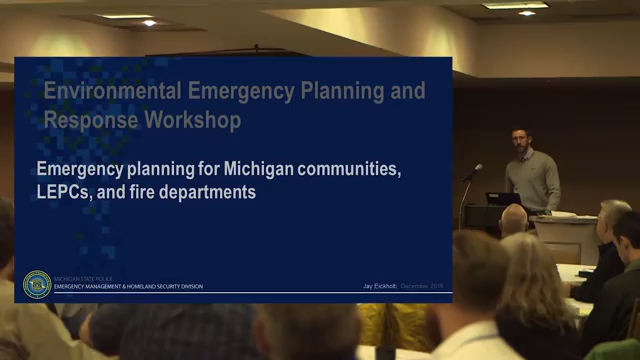 Environmental Emergency Planning and
Response Workshop
Emergency planning for Michigan communities,
LEPCs, and fire departments
MICHIGAN STATE POLICE
EMERGENCY MANAGEMENT & HOMELAND SECURITY DIVISION
Jay Eickholt; December, 2018